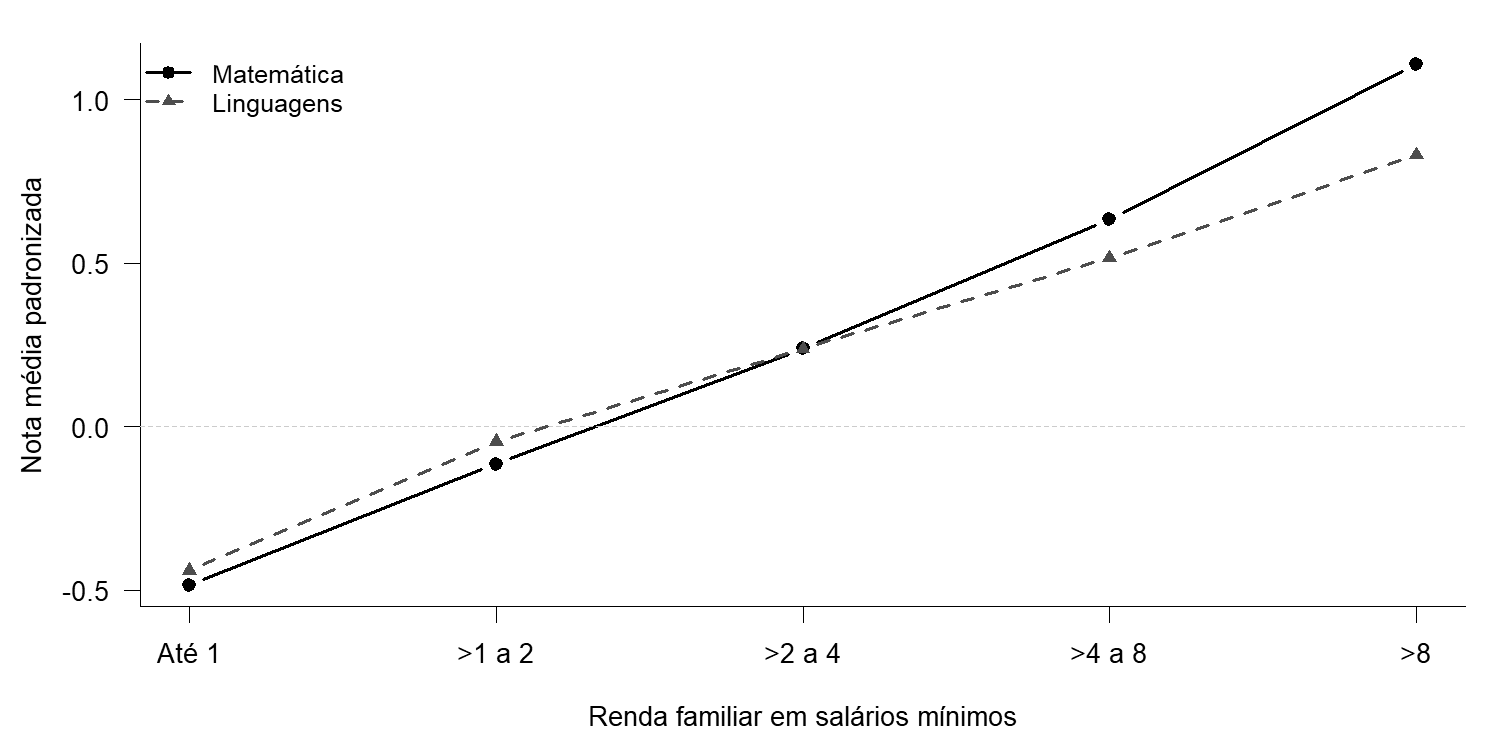 Matemática
Linguagens
1.0
0.5
0.0
-0.5
Nota média padronizada
Até 1
>1 a 2
>2 a 4
>4 a 8
>8
Renda familiar em salários mínimos